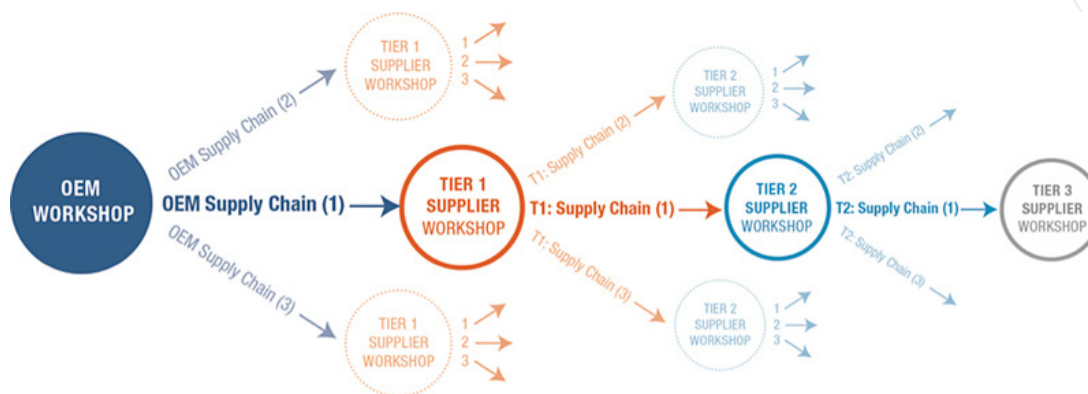 OEM
WORKSHOP
OEM Supply Chain (2)
OEM Supply Chain (1)
OEM Supply Chain (3)
TIER 1
SUPPLIER
WORKSHOP
1
2
3
TIER 1
SUPPLIER
WORKSHOP
TIER 1
SUPPLIER
WORKSHOP
1
2
3
T1: Supply Chain (2)
T1: Supply Chain (1)
T1: Supply Chain (3)
TIER 2
SUPPLIER
WORKSHOP
1
2
3
TIER 2
SUPPLIER
WORKSHOP
TIER 2
SUPPLIER
WORKSHOP
1
2
3
T2: Supply Chain (2)
T2: Supply Chain (1)
T2: Supply Chain (3)
TIER 3
SUPPLIER
WORKSHOP